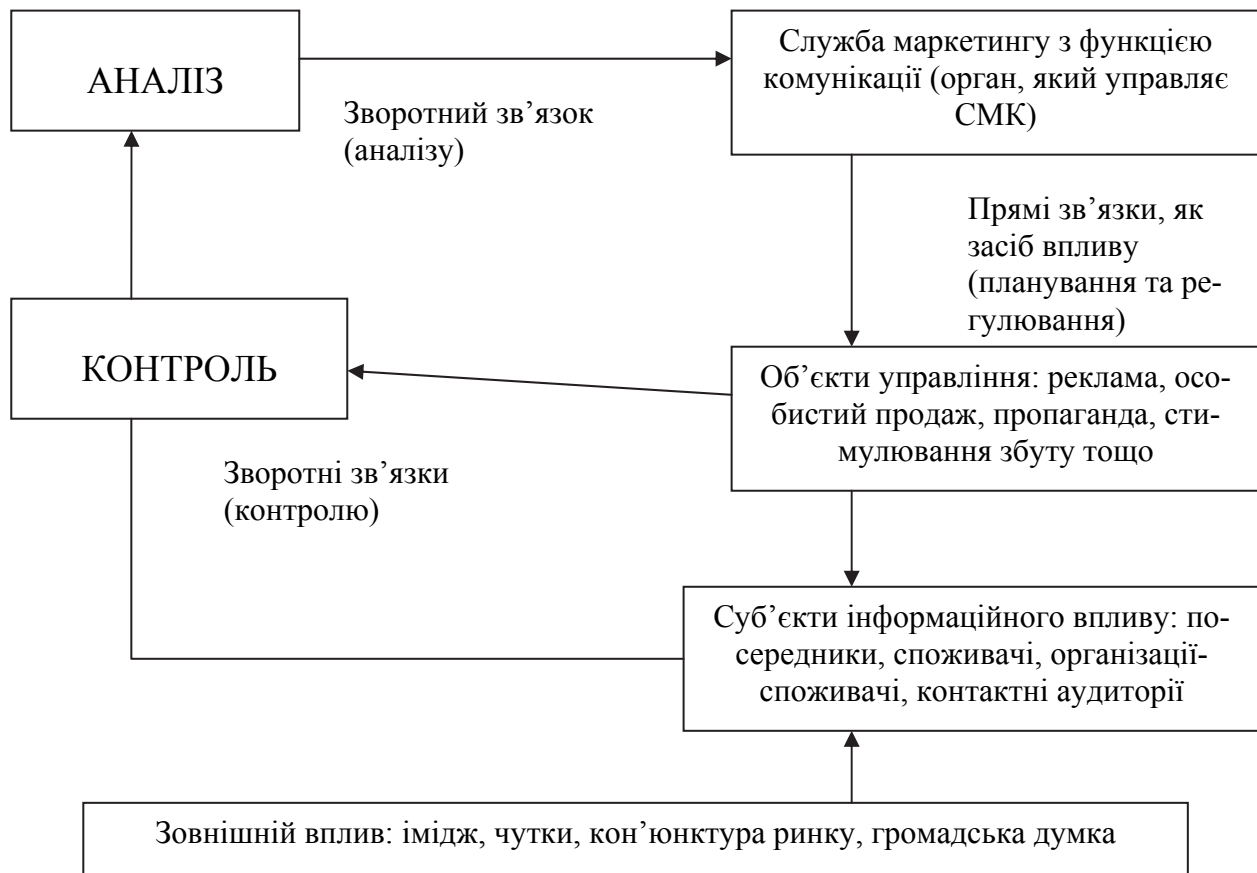 АНАЛІЗ
Служба маркетингу з функцією
комунікації (орган, який управляє
СМК)
Зворотний зв’язок
(аналізу)
Прямі зв’язки, як
засіб впливу
(планування та ре-
гулювання)
КОНТРОЛЬ
Об’єкти управління: реклама, осо-
бистий продаж, пропаганда, сти-
мулювання збуту тощо
Зворотні зв’язки
(контролю)
Суб’єкти інформаційного впливу: по-
середники, споживачі, організації-
споживачі, контактні аудиторії
Зовнішній вплив: імідж, чутки, кон’юнктура ринку, громадська думка